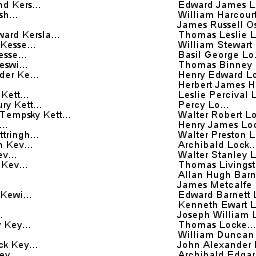 nd Kers... Edward James L
sh... William Harcourt
James Russell Os
ward Kersla... Thomas Leslie L
Kesse... William Stewart
esse... Basil George Lo.
eswi... Thomas Binney
der Ke... Henry Edward Lo
Herbert James H
Kett... Leslie Percival L
ury Kett... Percy Lo...
Tempsky Kett... Walter Robert Lo
... Henry James Loc
ttringh... Walter Preston L
n Kev... Archibald Lock...
ev... Walter Stanley L
Kev... Thomas Livingst
Allan Hugh Barn
James Metcalfe
Kewi... Edward Barnett L
Kenneth Ewart L
... Joseph William L
y Key... Thomas Locke...
William Duncan
ck Key... John Alexander
ey Archibald Edgar